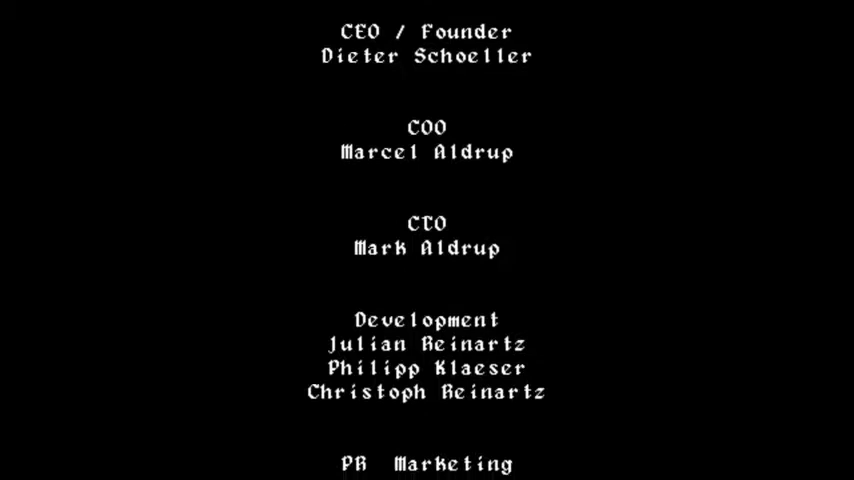 CEO / Founder
Dieter Schoeller
COO
Marcel Aldrup
CTO
Mark Aldrup
Development
Julian Reinartz
Philipp Klaeser
Christoph Reinartz
PR  Marketing